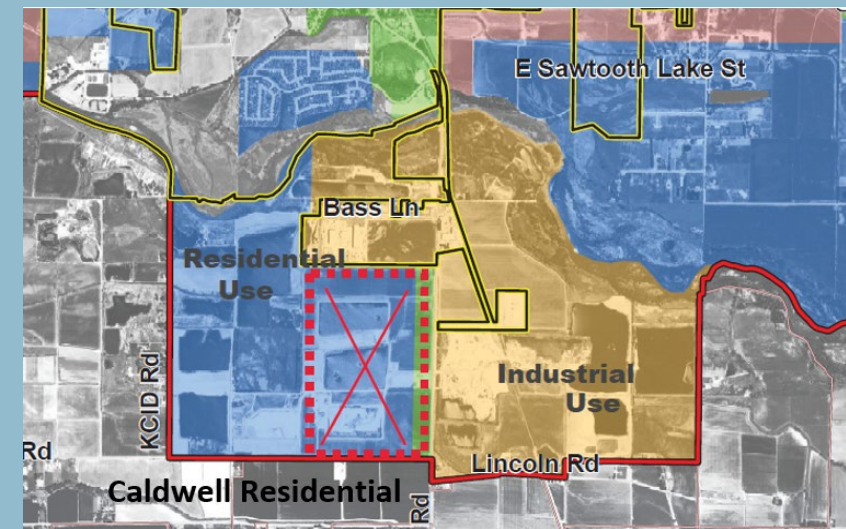 E Sawtooth Lake St
Bass Ln
Residential
Use
KCID Rd
Industrial
Use
Rd
Lincoln Rd
Caldwell Residential
Rd